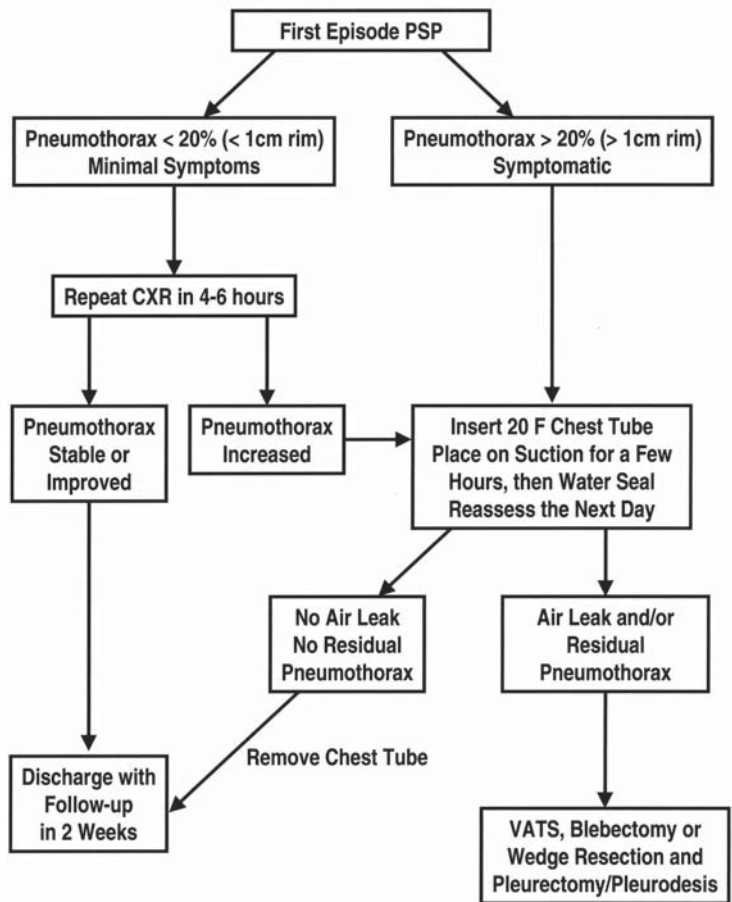 First Episode PSP
Pneumothorax < 20% (< 1cm rim)
Minimal Symptoms
Pneumothorax > 20% (> 1cm rim)
Symptomatic
Repeat CXR in 4-6 hours
Pneumothorax
Stable or
Improved
Pneumothorax
Increased
Insert 20 F Chest Tube
Place on Suction for a Few
Hours, then Water Seal
Reassess the Next Day
No Air Leak
No Residual
Pneumothorax
Air Leak and/or
Residual
Pneumothorax
Remove Chest Tube
Discharge with
Follow-up
in 2 Weeks
VATS, Blebectomy or
Wedge Resection and
Pleurectomy/Pleurodesis